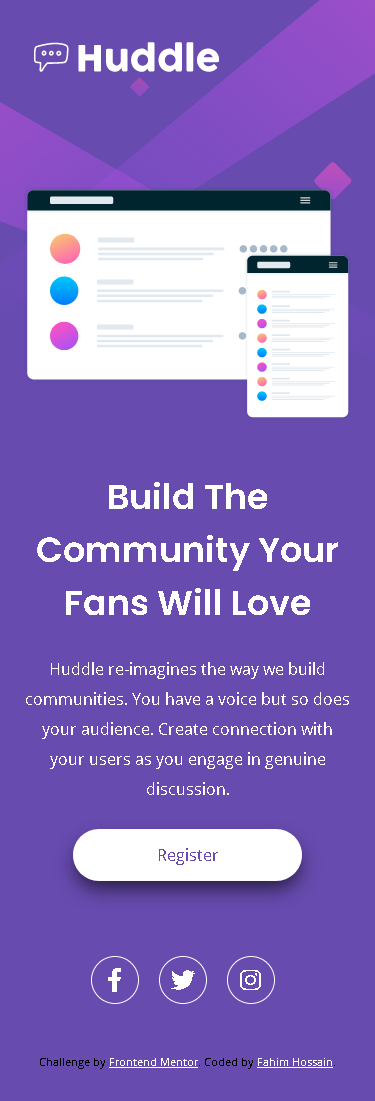 Huddle
Build The
Community Your
Fans Will Love
Huddle re-imagines the way we build
communities. You have a voice but so does
your audience. Create connection with
your users as you engage in genuine
discussion.
Register
Challenge by Frontend Mentor. Coded by Fahim Hossain.